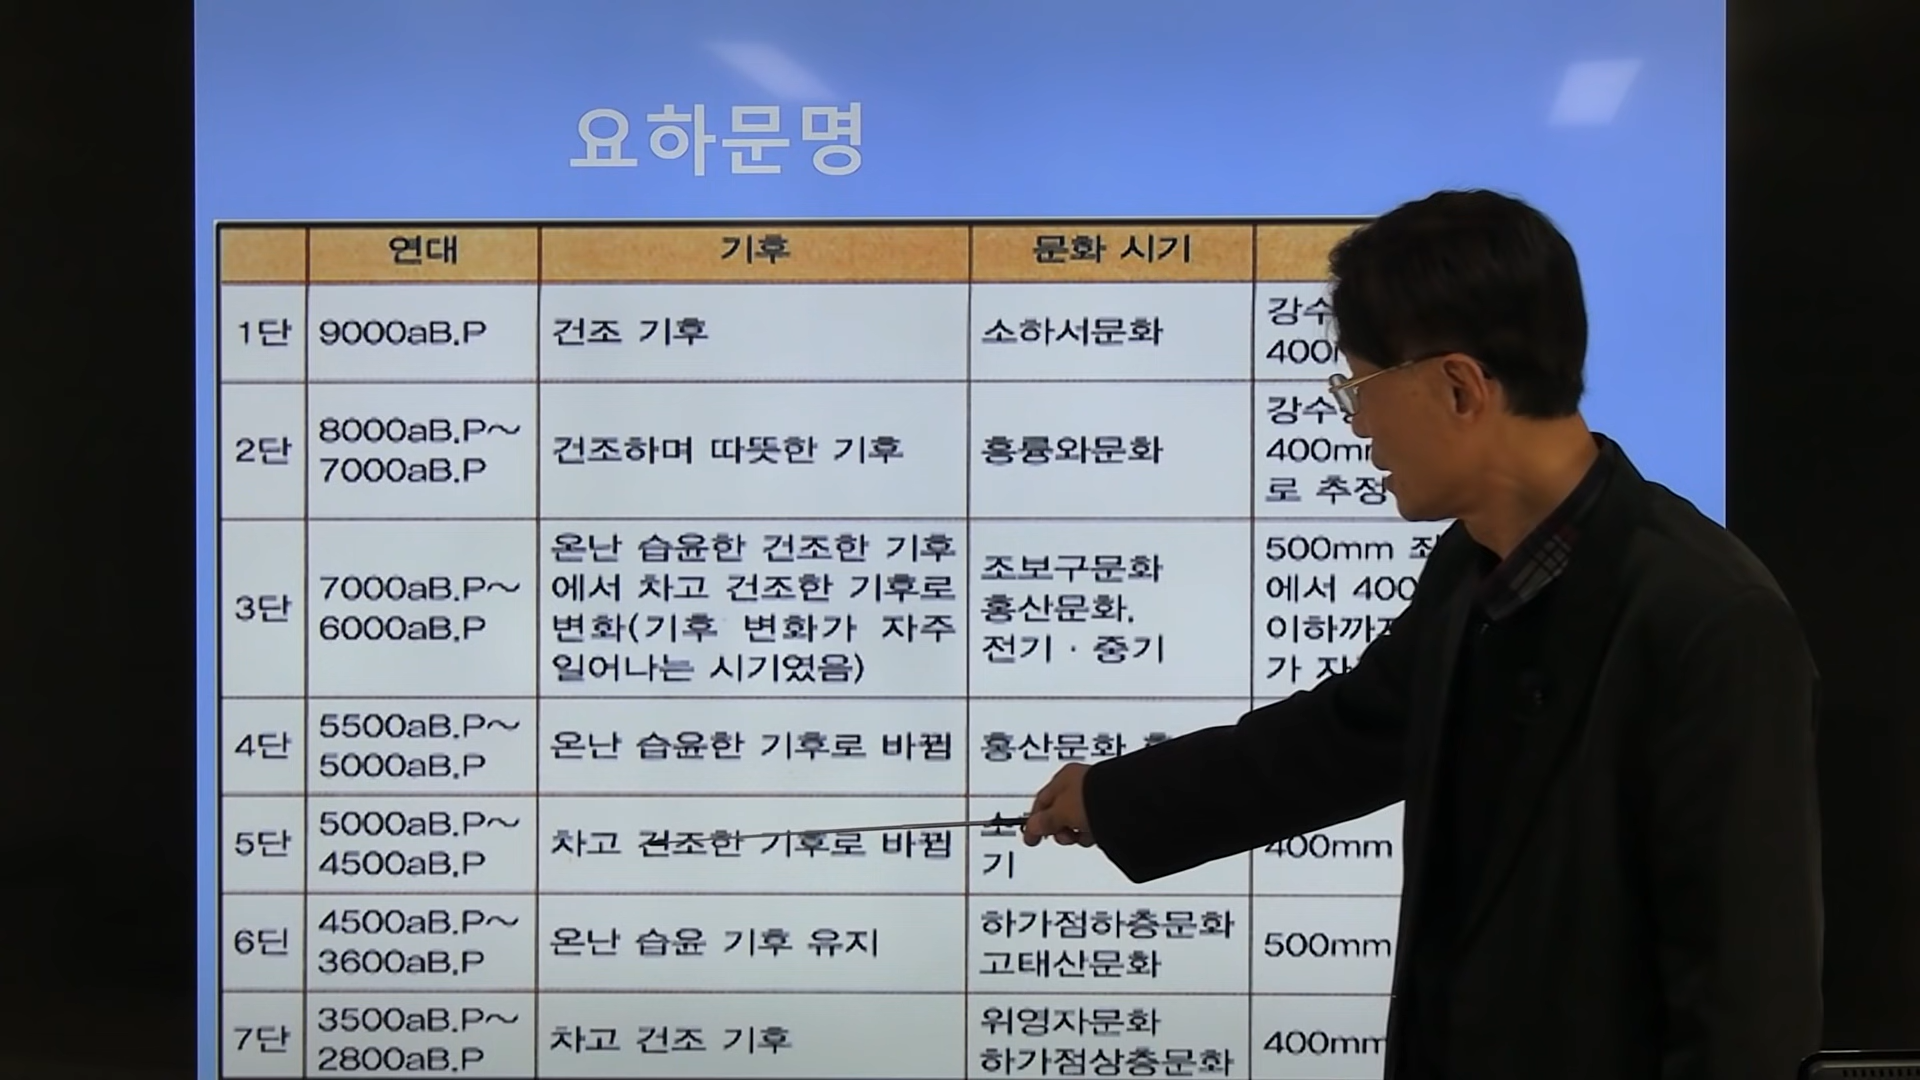 요하문명
연대 기후 문화 시기
1단 9000aB.P 건조 기후 소하서문화
강수
400
2단
8000aB.P~
7000aB.P
건조하며 따뜻한 기후
흥륭와문화
강수
400mm
로 추정
3단
7000aB.P~
6000aB.P
온난 습윤한 건조한 기후
에서 차고 건조한 기후로
변화(기후 변화가 자주
일어나는 시기였음)
조보구문화
홍산문화.
전기 · 중기
500mm
에서 400
이하까지
가
4단
5500aB.P~
5000aB.P
온난 습윤한 기후로 바뀜
홍산문화
5단
5000aB.P~
4500aB.P
차고 건조한 기후로 바뀜
소
기
400mm
6딘
4500aB.P~
3600aB.P
온난 습윤 기후 유지
하가점하층문화
고태산문화
500mm
7단
3500aB.P~
2800aB.P
차고 건조 기후
위영자문화
하가점상층문화
400mm